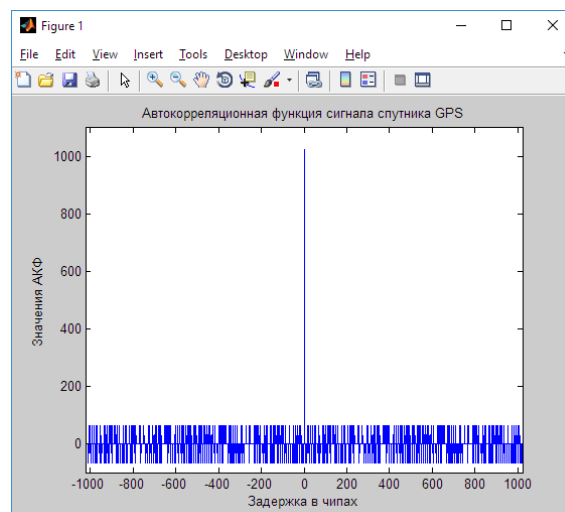 Figure 1
File Edit View Insert Tools Desktop Window Help
Автокорреляционная функция сигнала спутника GPS
1000
800
600
400
200
0
Значения АКФ
-1000 -800 -600 -400 -200 0 200 400 600 800 1000
Задержка в чипах